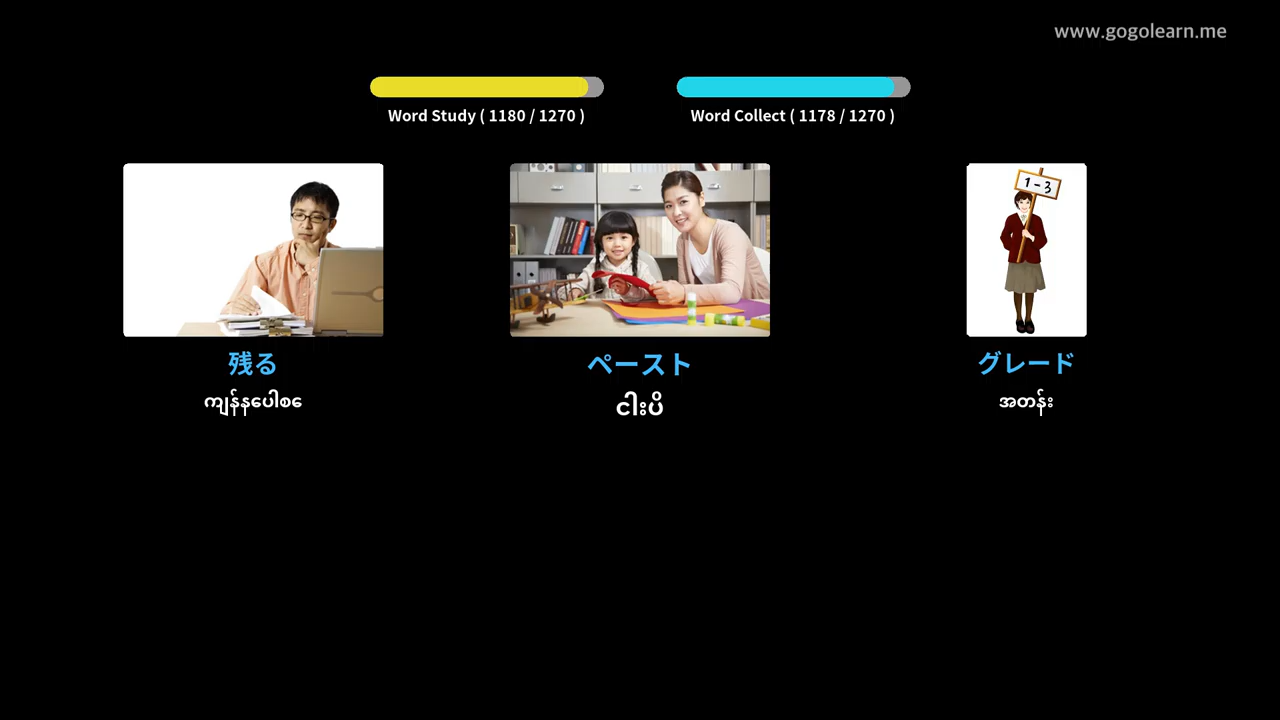 www.gogolearn.me
Word Study ( 1180 / 1270 )
Word Collect ( 1178 / 1270 )
1-3
残る
ペースト
グレード
ကျန်နပေါစေ
ငါးပိ
အတန်း